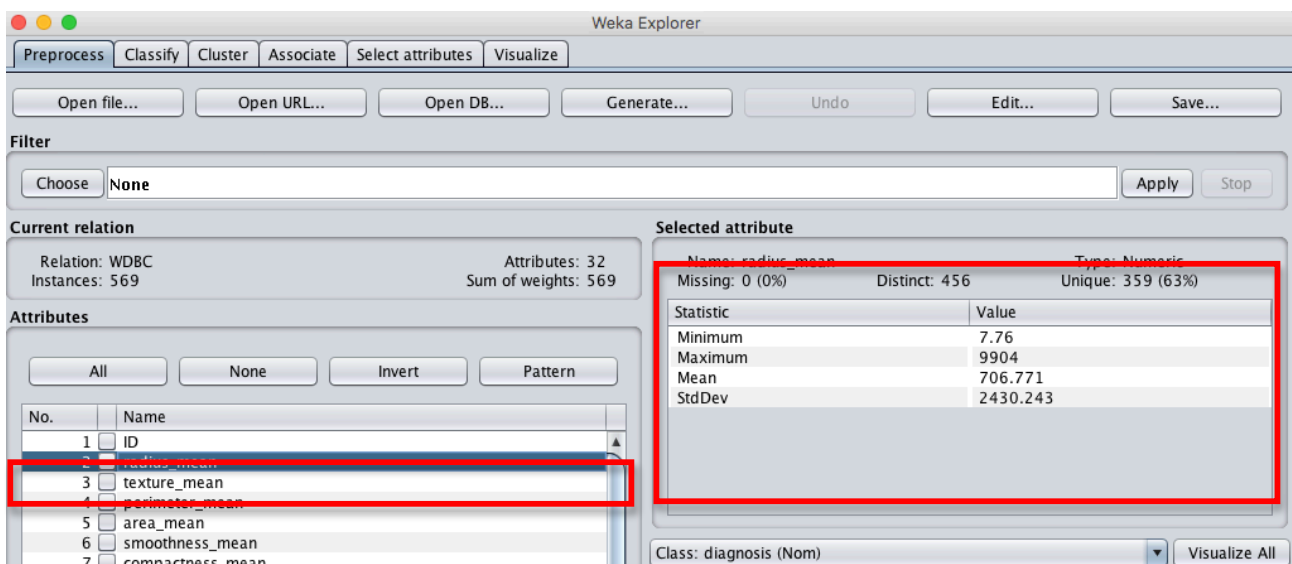 Weka Explorer
Preprocess Classify Cluster Associate Select attributes Visualize
Open file... Open URL... Open DB... Generate... Undo Edit... Save...
Filter
Choose None Apply Stop
Current relation
Relation: WDBC Attributes: 32
Instances: 569 Sum of weights: 569
Attributes
All None Invert Pattern
No. Name
1 ID
2 radius_mean
3 texture_mean
4 perimeter_mean
5 area_mean
6 smoothness_mean
7 compactness_mean
Selected attribute
Name: radius_mean Type: Numeric
Missing: 0 (0%) Distinct: 456 Unique: 359 (63%)
Statistic Value
Minimum 7.76
Maximum 9904
Mean 706.771
StdDev 2430.243
Class: diagnosis (Nom) Visualize All